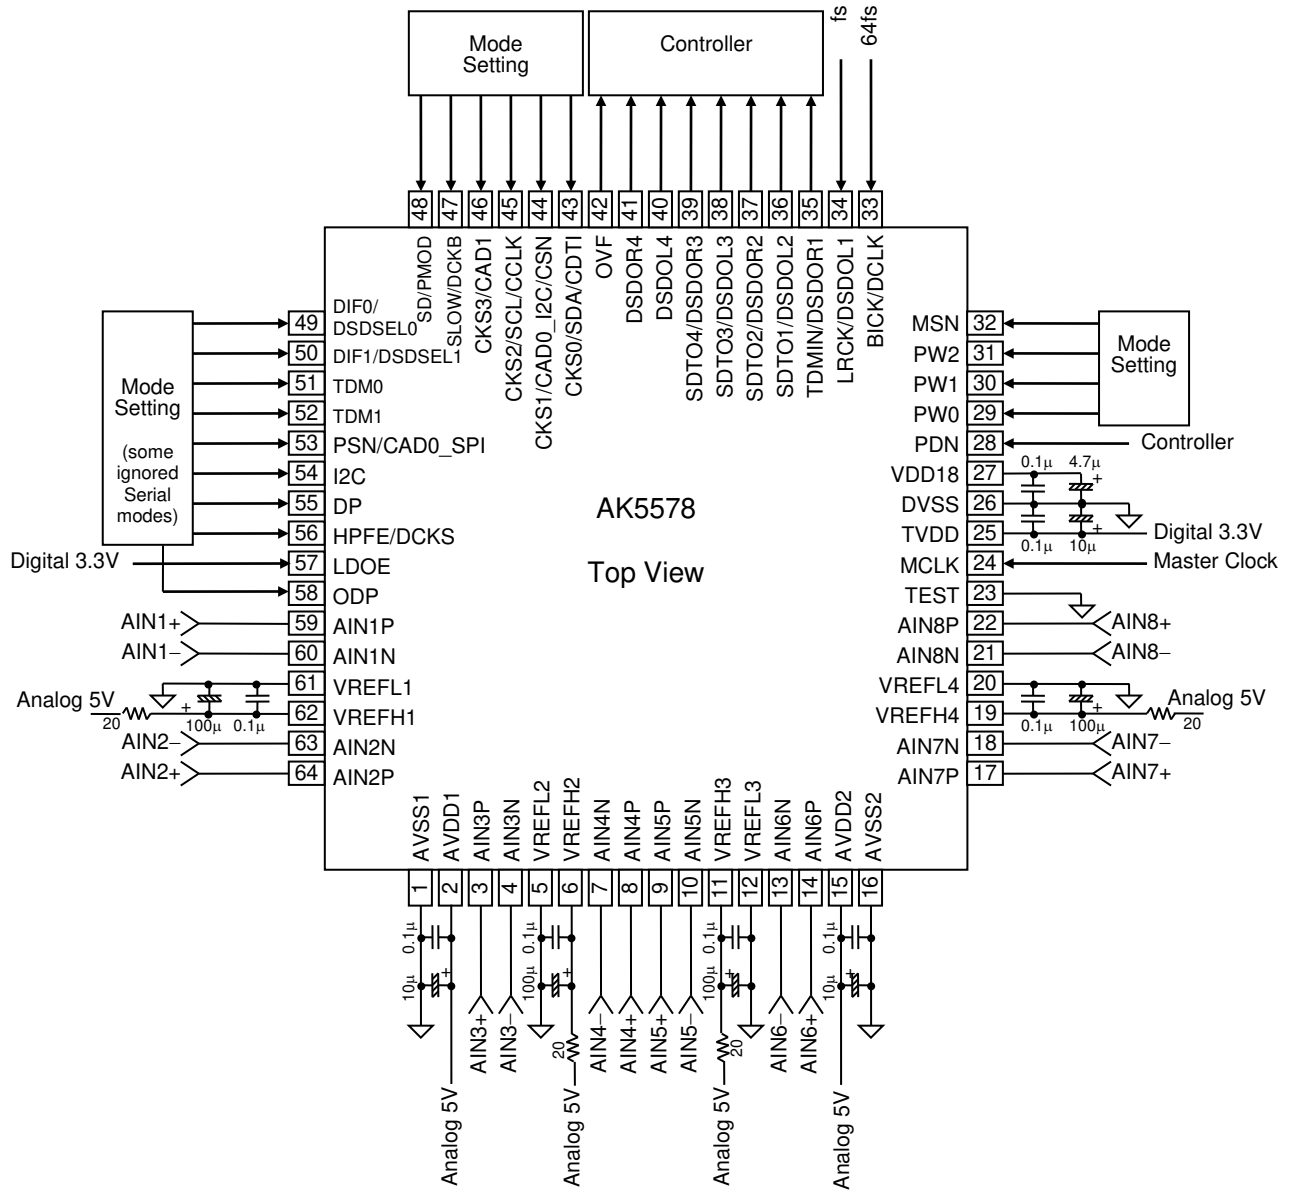 Mode
Setting
Controller
fs
64fs
48
47
46
45
44
43
42
41
40
39
38
37
36
35
34
33
SD/PMOD
SLOW/DCKB
CKS3/CAD1
CKS2/SCL/CCLK
CKS1/CAD0_I2C/CSN
CKS0/SDA/CDTI
OVF
DSDOR4
DSDOL4
SDTO4/DSDOR3
SDTO3/DSDOL3
SDTO2/DSDOR2
SDTO1/DSDOL2
TDMIN/DSDOR1
LRCK/DSDOL1
BICK/DCLK
Mode
Setting
(some
ignored
Serial
modes)
49 DIF0/
DSDSEL0
50 DIF1/DSDSEL1
51 TDM0
52 TDM1
53 PSN/CAD0_SPI
54 I2C
55 DP
56 HPFE/DCKS
Digital 3.3V 57 LDOE
58 ODP
AIN1+ 59 AIN1P
AIN1− 60 AIN1N
61 VREFL1
Analog 5V 20 + 100µ 0.1µ 62 VREFH1
AIN2− 63 AIN2N
AIN2+ 64 AIN2P
AK5578
Top View
MSN 32
PW2 31
PW1 30
PW0 29
Mode
Setting
PDN 28 Controller
VDD18 27 0.1µ 4.7µ +
DVSS 26
TVDD 25 0.1µ 10µ + Digital 3.3V
MCLK 24 Master Clock
TEST 23
AIN8P 22 AIN8+
AIN8N 21 AIN8−
VREFL4 20
VREFH4 19 0.1µ 100µ + 20 Analog 5V
AIN7N 18 AIN7−
AIN7P 17 AIN7+
AVSS1
AVDD1
AIN3P
AIN3N
VREFL2
VREFH2
AIN4N
AIN4P
AIN5P
AIN5N
VREFH3
VREFL3
AIN6N
AIN6P
AVDD2
AVSS2
1
2
3
4
5
6
7
8
9
10
11
12
13
14
15
16
0.1µ
10µ
+
Analog 5V
AIN3+
AIN3−
0.1µ
100µ
+
20
Analog 5V
AIN4−
AIN4+
AIN5+
AIN5−
0.1µ
100µ
+
20
Analog 5V
AIN6−
AIN6+
0.1µ
10µ
+
Analog 5V